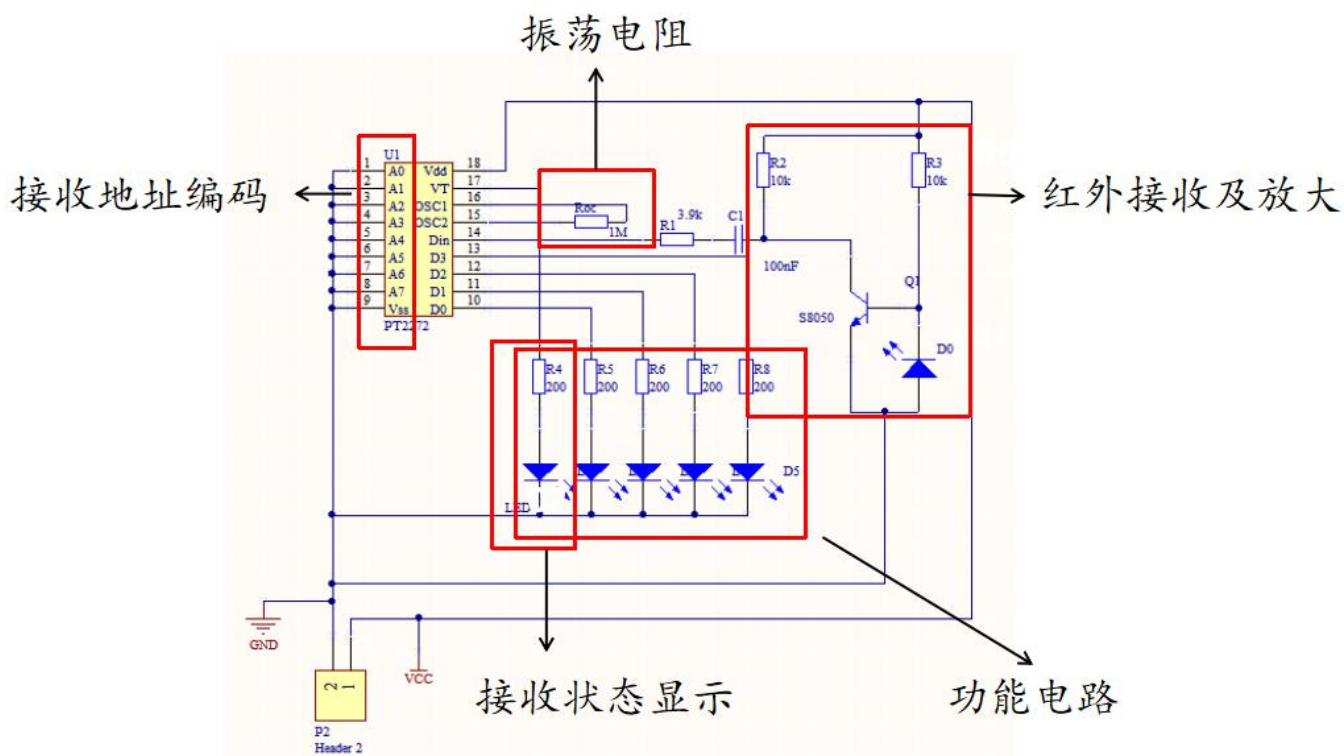 振荡电阻
接收地址编码
红外接收及放大
U1
1 A0 Vdd 18
2 A1 VT 17
3 A2 OSC1 16
4 A3 OSC2 15
5 A4 Din 14
6 A5 D3 13
7 A6 D2 12
8 A7 D1 11
9 Vss D0 10
PT2272
Roc
1M
R1
3.9k
C1
100nF
R2
10k
R3
10k
Q1
S8050
D0
R4
200
R5
200
R6
200
R7
200
R8
200
LED
D5
GND
VCC
2 1
P2
Header 2
接收状态显示
功能电路